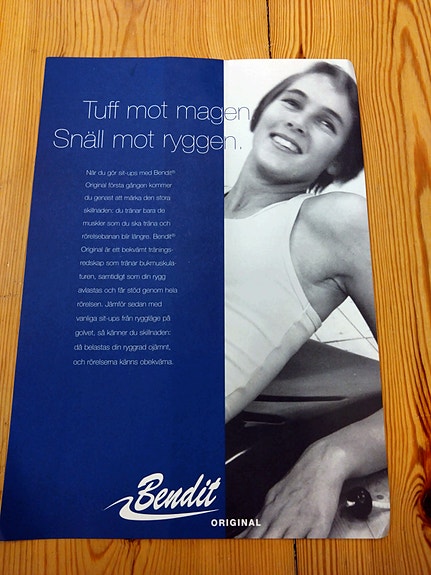 Tuff mot magen
Snäll mot ryggen.
När du gör sit-ups med Bendit®
Original första gången kommer
du genast att märka den stora
skillnaden: du tränar bara de
muskler som du ska träna och
rörelsebanan blir längre. Bendit®
Original är ett bekvämt tränings-
redskap som tränar bukmuskula-
turen, samtidigt som din rygg
avlastas och får stöd genom hela
rörelsen. Jämför sedan med
vanliga sit-ups från ryggläge på
golvet, så känner du skillnaden:
då belastas din ryggrad ojämnt,
och rörelserna känns obekväma.
Bendit
ORIGINAL